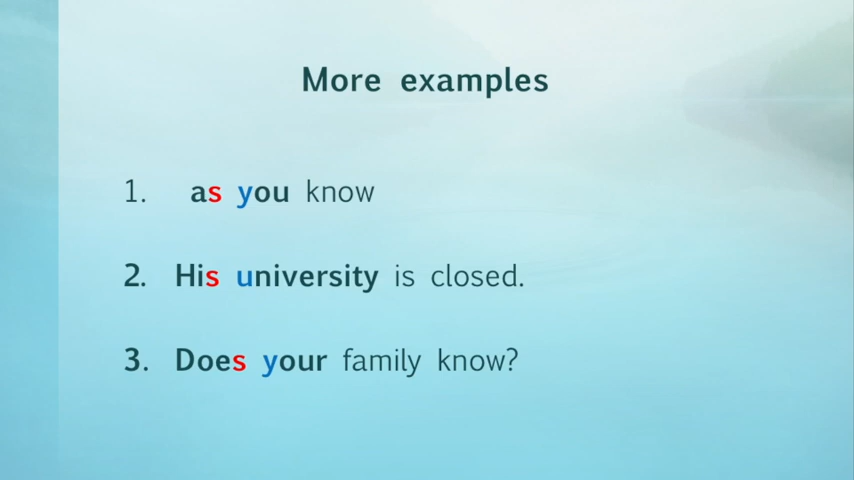 More examples
1. as you know
2. His university is closed.
3. Does your family know?